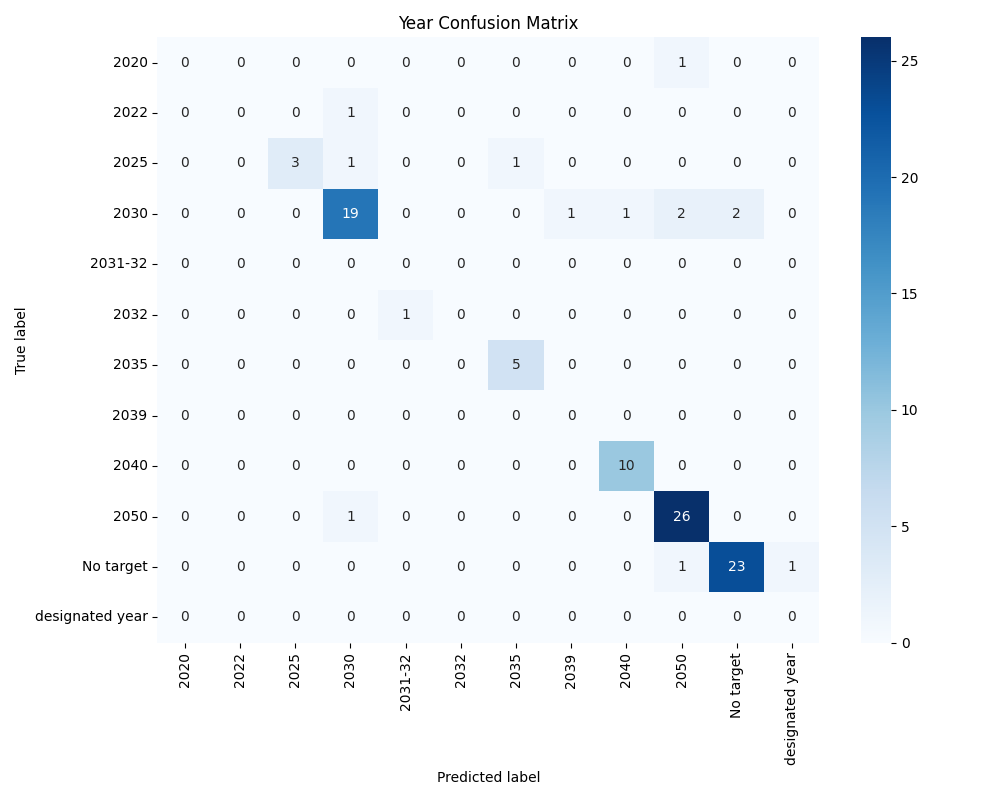 Year Confusion Matrix
2020 0 0 0 0 0 0 0 0 0 1 0 0
2022 0 0 0 1 0 0 0 0 0 0 0 0
2025 0 0 3 1 0 0 1 0 0 0 0 0
2030 0 0 0 19 0 0 0 1 1 2 2 0
2031-32 0 0 0 0 0 0 0 0 0 0 0 0
2032 0 0 0 0 1 0 0 0 0 0 0 0
2035 0 0 0 0 0 0 5 0 0 0 0 0
2039 0 0 0 0 0 0 0 0 0 0 0 0
2040 0 0 0 0 0 0 0 0 10 0 0 0
2050 0 0 0 1 0 0 0 0 0 26 0 0
No target 0 0 0 0 0 0 0 0 0 1 23 1
designated year 0 0 0 0 0 0 0 0 0 0 0 0
2020 2022 2025 2030 2031-32 2032 2035 2039 2040 2050 No target designated year
Predicted label
True label
25
20
15
10
5
0